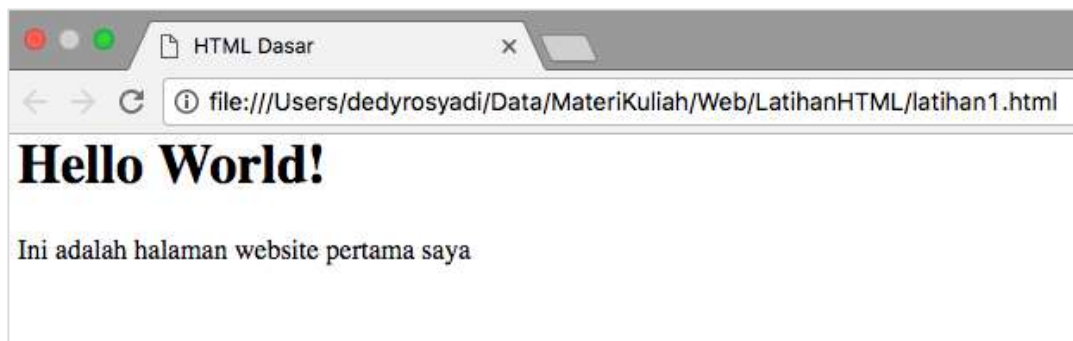 HTML Dasar
file:///Users/dedyrosyadi/Data/MateriKuliah/Web/LatihanHTML/latihan1.html
Hello World!
Ini adalah halaman website pertama saya